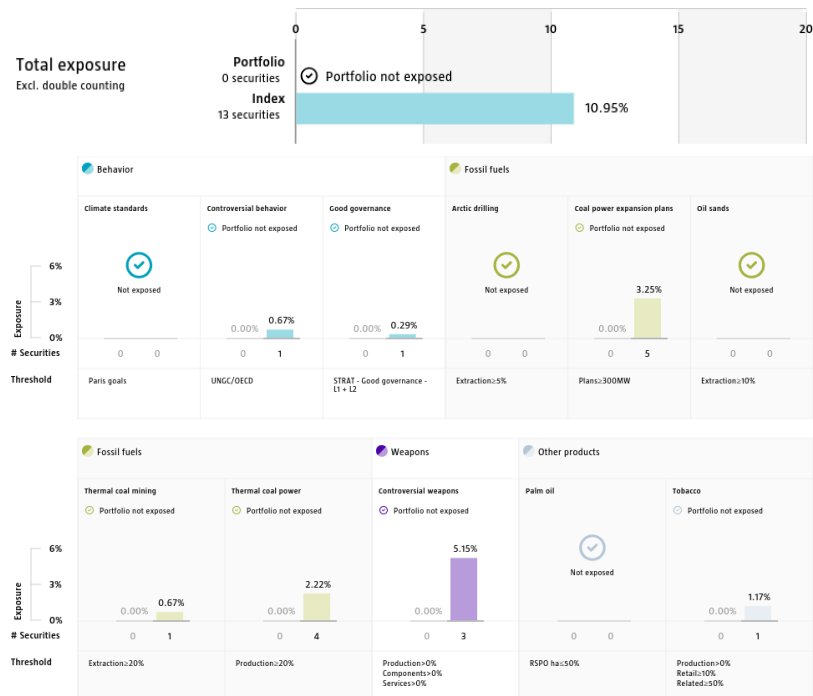 0 5 10 15 20
Total exposure
Excl. double counting
Portfolio
0 securities
Portfolio not exposed
Index
13 securities
10.95%
Behavior
Fossil fuels
Climate standards
Controversial behavior
Good governance
Arctic drilling
Coal power expansion plans
Oil sands
Portfolio not exposed
Portfolio not exposed
Portfolio not exposed
Not exposed
Not exposed
Not exposed
Exposure
6%
3%
0%
0.00% 0.67%
0.00% 0.29%
0.00% 3.25%
# Securities
0 0
0 1
0 1
0 0
0 5
0 0
Threshold
Paris goals
UNGC/OECD
STRAT - Good governance -
L1 + L2
Extraction≥5%
Plans≥300MW
Extraction≥10%
Fossil fuels
Weapons
Other products
Thermal coal mining
Thermal coal power
Controversial weapons
Palm oil
Tobacco
Portfolio not exposed
Portfolio not exposed
Portfolio not exposed
Portfolio not exposed
Not exposed
Exposure
6%
3%
0%
0.00% 0.67%
0.00% 2.22%
0.00% 5.15%
0.00% 1.17%
# Securities
0 1
0 4
0 3
0 0
0 1
Threshold
Extraction≥20%
Production≥20%
Production>0%
Components>0%
Services>0%
RSPO ha≤50%
Production>0%
Retail≥10%
Related≥50%